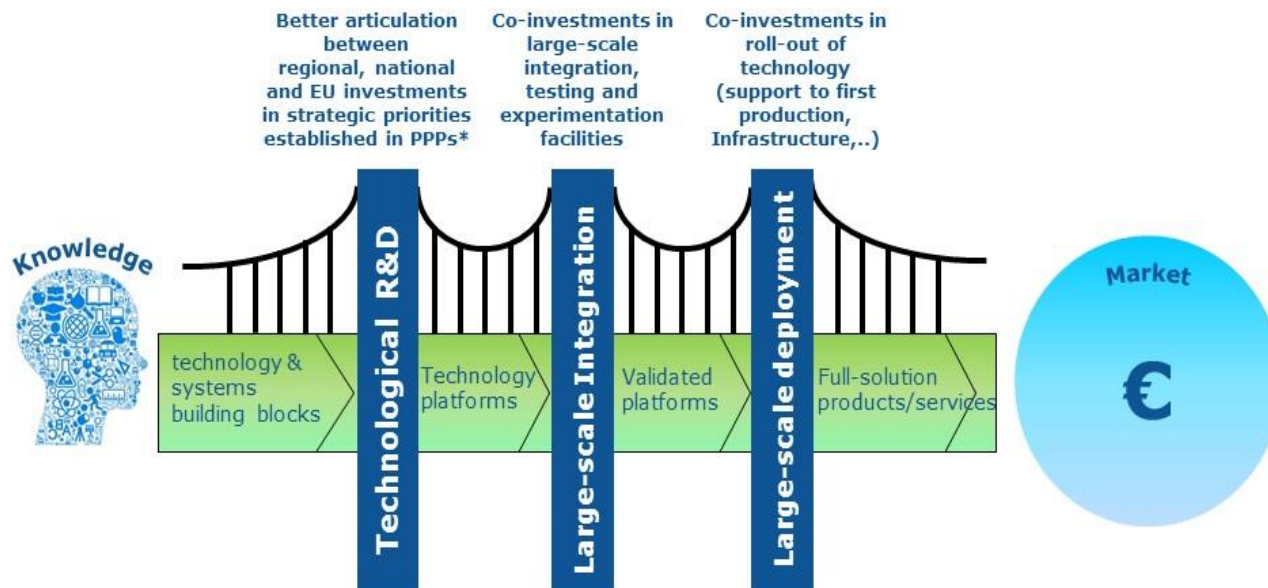 Better articulation
between
regional, national
and EU investments
in strategic priorities
established in PPPs*
Co-investments in
large-scale
integration,
testing and
experimentation
facilities
Co-investments in
roll-out of
technology
(support to first
production,
Infrastructure,..)
Knowledge
technology &
systems
building blocks
Technological R&D
Technology
platforms
Large-scale Integration
Validated
platforms
Large-scale deployment
Full-solution
products/services
Market
€